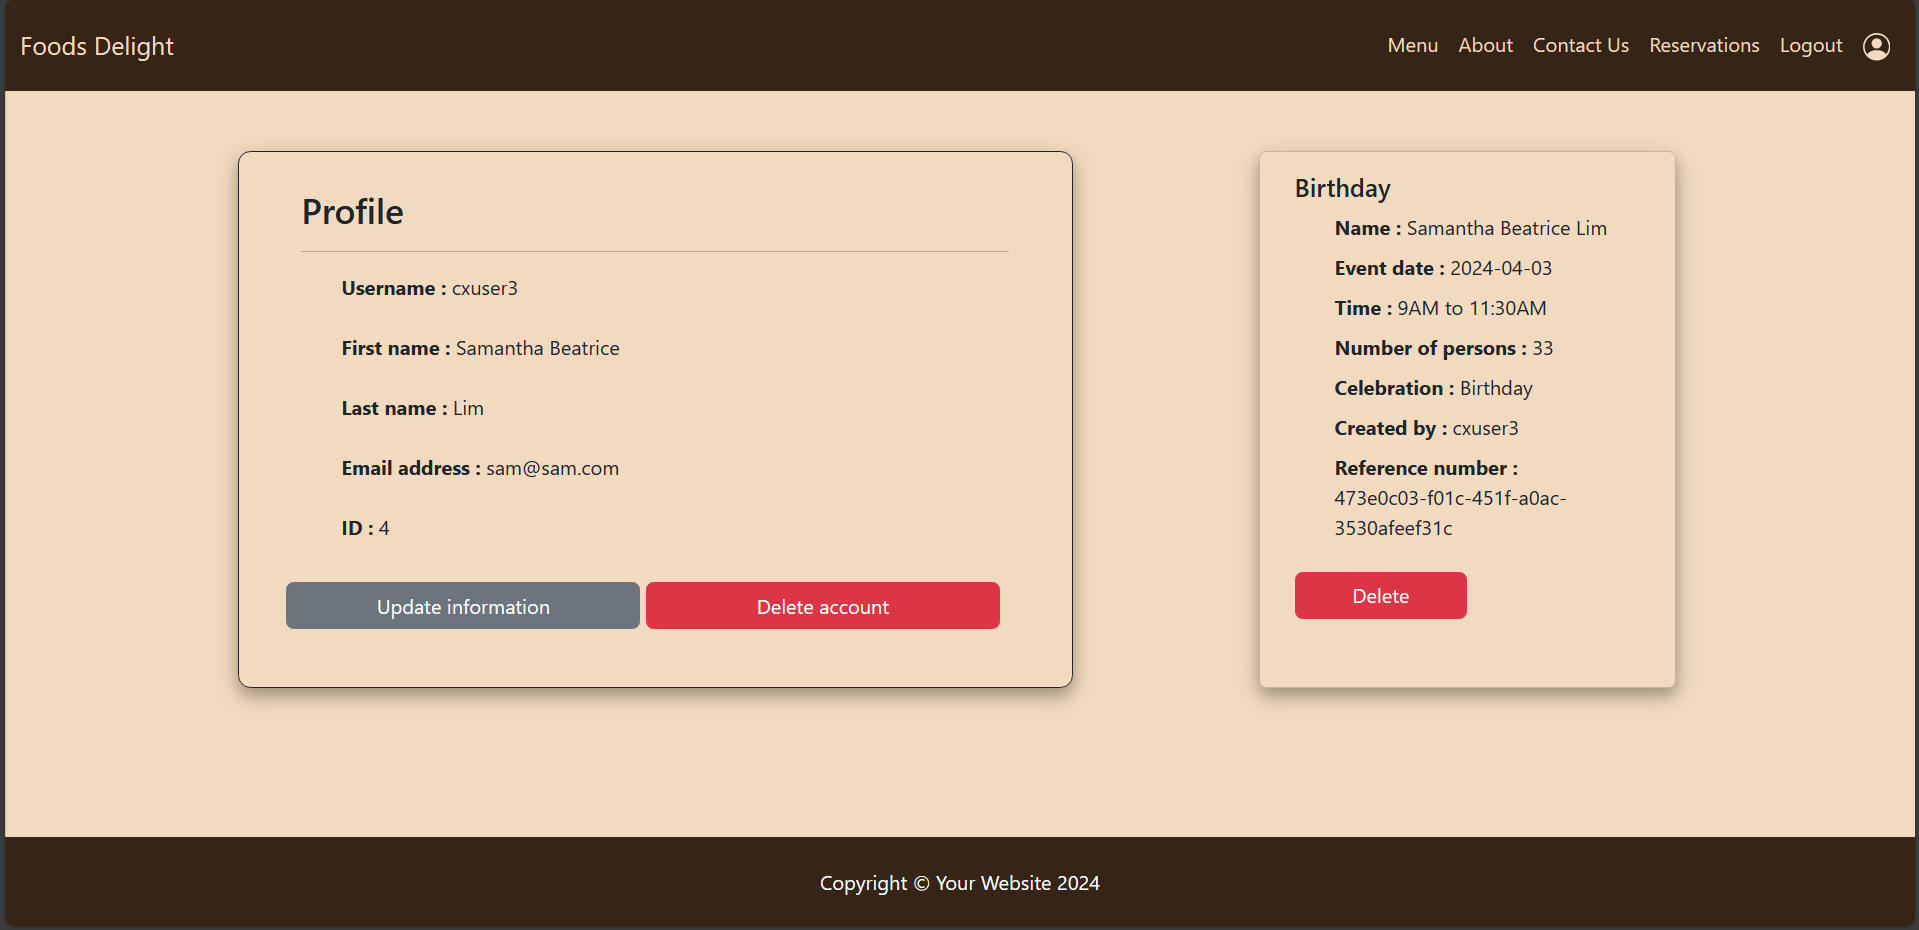 Foods Delight
Menu About Contact Us Reservations Logout
Profile
Username : cxuser3
First name : Samantha Beatrice
Last name : Lim
Email address : sam@sam.com
ID : 4
Update information
Delete account
Birthday
Name : Samantha Beatrice Lim
Event date : 2024-04-03
Time : 9AM to 11:30AM
Number of persons : 33
Celebration : Birthday
Created by : cxuser3
Reference number :
473e0c03-f01c-451f-a0ac-
3530afeef31c
Delete
Copyright © Your Website 2024